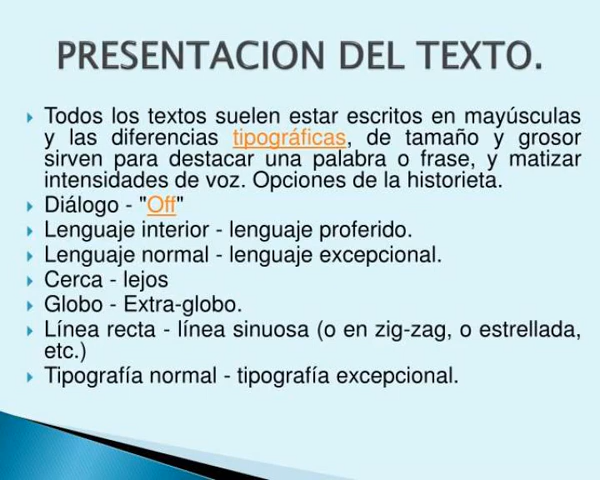 PRESENTACION DEL TEXTO.
Todos los textos suelen estar escritos en mayúsculas
y las diferencias tipográficas, de tamaño y grosor
sirven para destacar una palabra o frase, y matizar
intensidades de voz. Opciones de la historieta.
Diálogo - "Off"
Lenguaje interior - lenguaje proferido.
Lenguaje normal - lenguaje excepcional.
Cerca - lejos
Globo - Extra-globo.
Línea recta - línea sinuosa (o en zig-zag, o estrellada,
etc.)
Tipografía normal - tipografía excepcional.